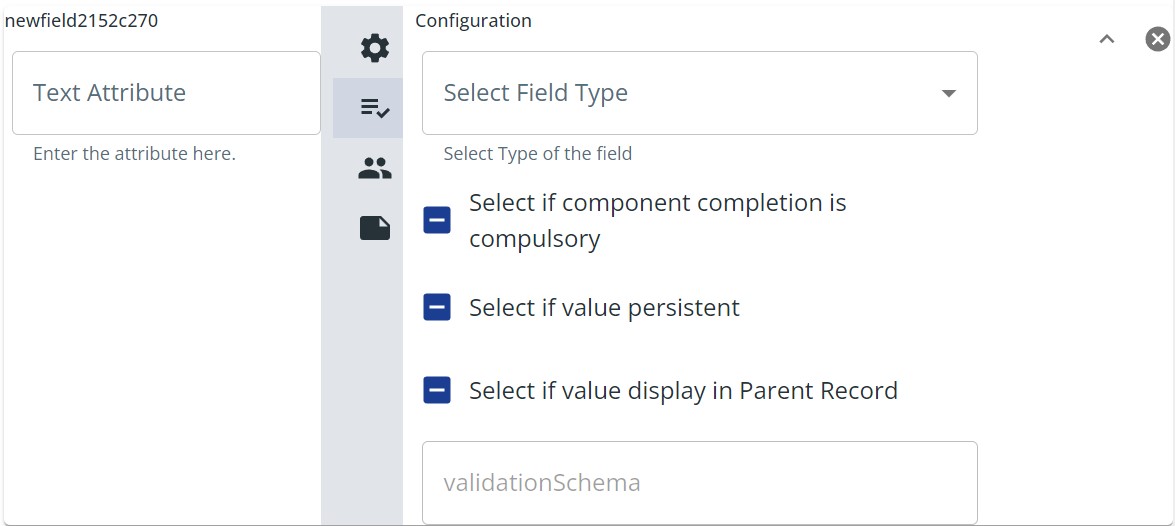 newfield2152c270
Text Attribute
Enter the attribute here.
Configuration
Select Field Type
Select Type of the field
Select if component completion is
compulsory
Select if value persistent
Select if value display in Parent Record
validationSchema